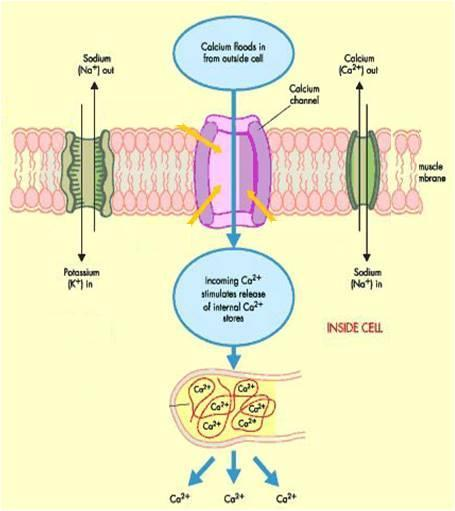 Sodium
(Na⁺) out
Calcium floods in
from outside cell
Calcium
(Ca²⁺) out
Calcium
channel
muscle
mbrane
Potassium
(K⁺) in
Incoming Ca²⁺
stimulates release
of internal Ca²⁺
stores
Sodium
(Na⁺) in
INSIDE CELL
Ca²⁺ Ca²⁺
Ca²⁺ Ca²⁺
Ca²⁺ Ca²⁺
Ca²⁺ Ca²⁺ Ca²⁺